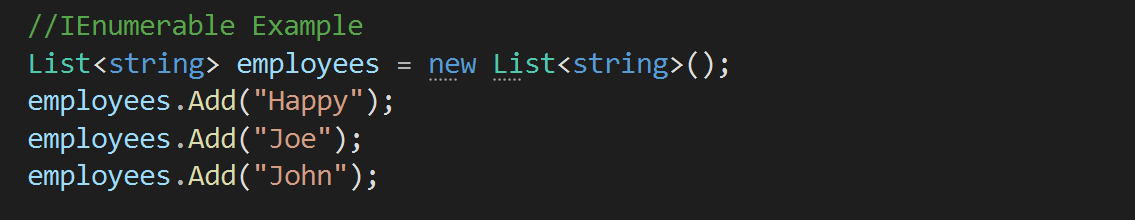 //IEnumerable Example
List<string> employees = new List<string>();
employees.Add("Happy");
employees.Add("Joe");
employees.Add("John");